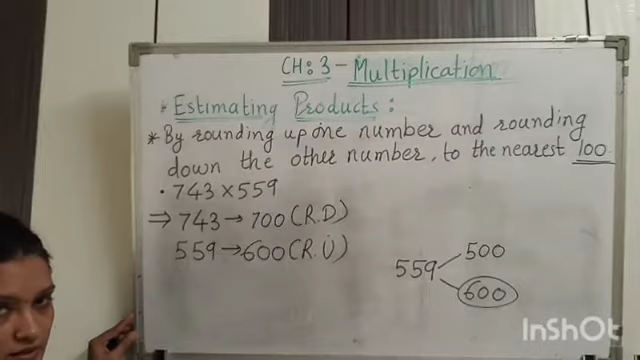 CH: 3 - Multiplication
* Estimating Products:
* By rounding up one number and rounding
down the other number, to the nearest 100
• 743 × 559
⇒ 743 → 700 (R.D)
559 → 600 (R.U)
559
500
600
InShOt